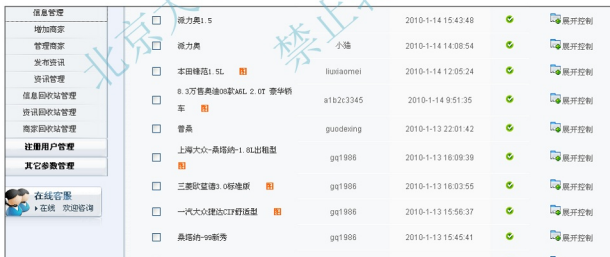 信息管理
增加商家
管理商家
发布资讯
资讯管理
信息回收站管理
资讯回收站管理
商家回收站管理
注册用户管理
其它参数管理
在线客服
在线 欢迎咨询
派力奥1.5 2010-1-14 15:43:48 展开控制
派力奥 小猪 2010-1-14 14:08:54 展开控制
本田锋范1.5L 图 liuxiaomei 2010-1-14 12:05:24 展开控制
8.3万售奥迪08款A6L 2.0T 豪华轿
车 图 a1b2c3345 2010-1-14 9:51:35 展开控制
普桑 guodexing 2010-1-13 22:01:42 展开控制
上海大众-桑塔纳-1.8L出租型
图 gq1986 2010-1-13 16:09:39 展开控制
三菱欧蓝德3.0标准版 图 gq1986 2010-1-13 16:03:55 展开控制
一汽大众捷达CIF舒适型 图 gq1986 2010-1-13 15:56:37 展开控制
桑塔纳-99新秀 gq1986 2010-1-13 15:45:41 展开控制
北京
禁止